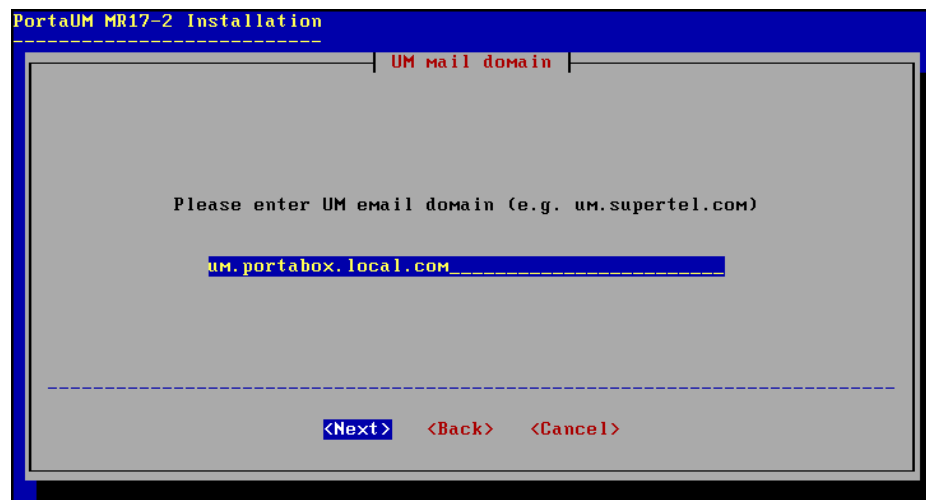 PortaUM MR17-2 Installation
---------------------------
UM mail domain
Please enter UM email domain (e.g. um.supertel.com)
um.portabox.local.com________________________
<Next> <Back> <Cancel>